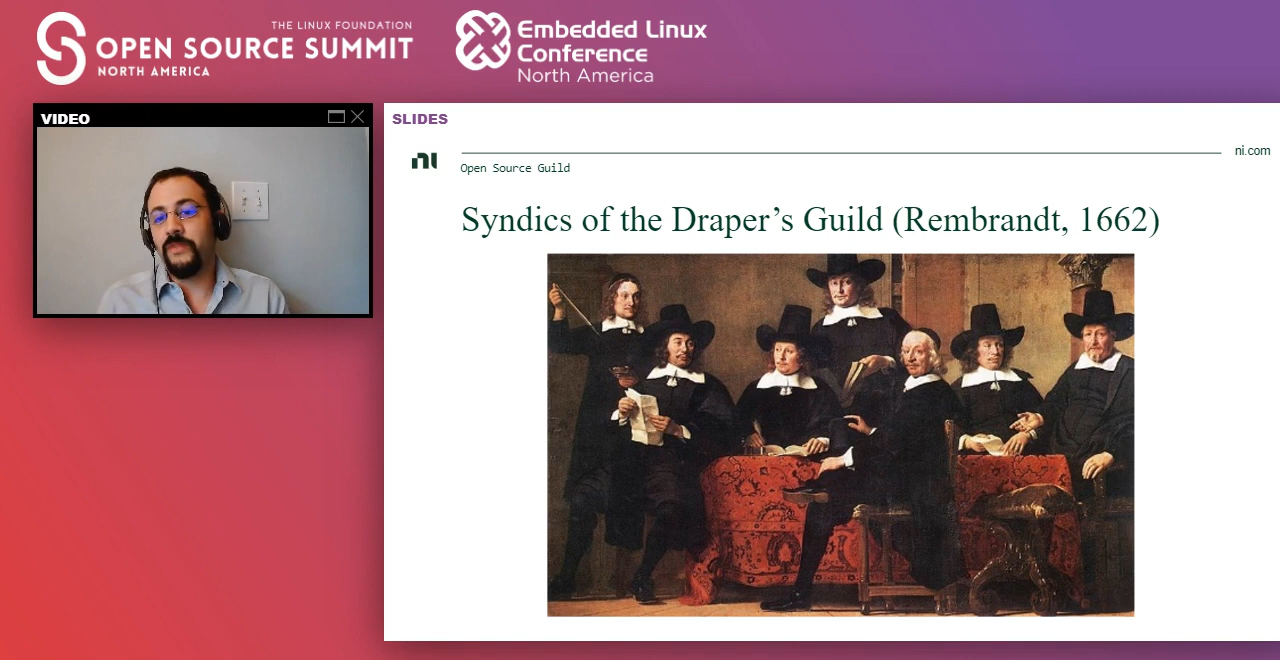 THE LINUX FOUNDATION
OPEN SOURCE SUMMIT
NORTH AMERICA
Embedded Linux
Conference
North America
VIDEO
SLIDES
ni
ni.com
Open Source Guild
Syndics of the Draper’s Guild (Rembrandt, 1662)